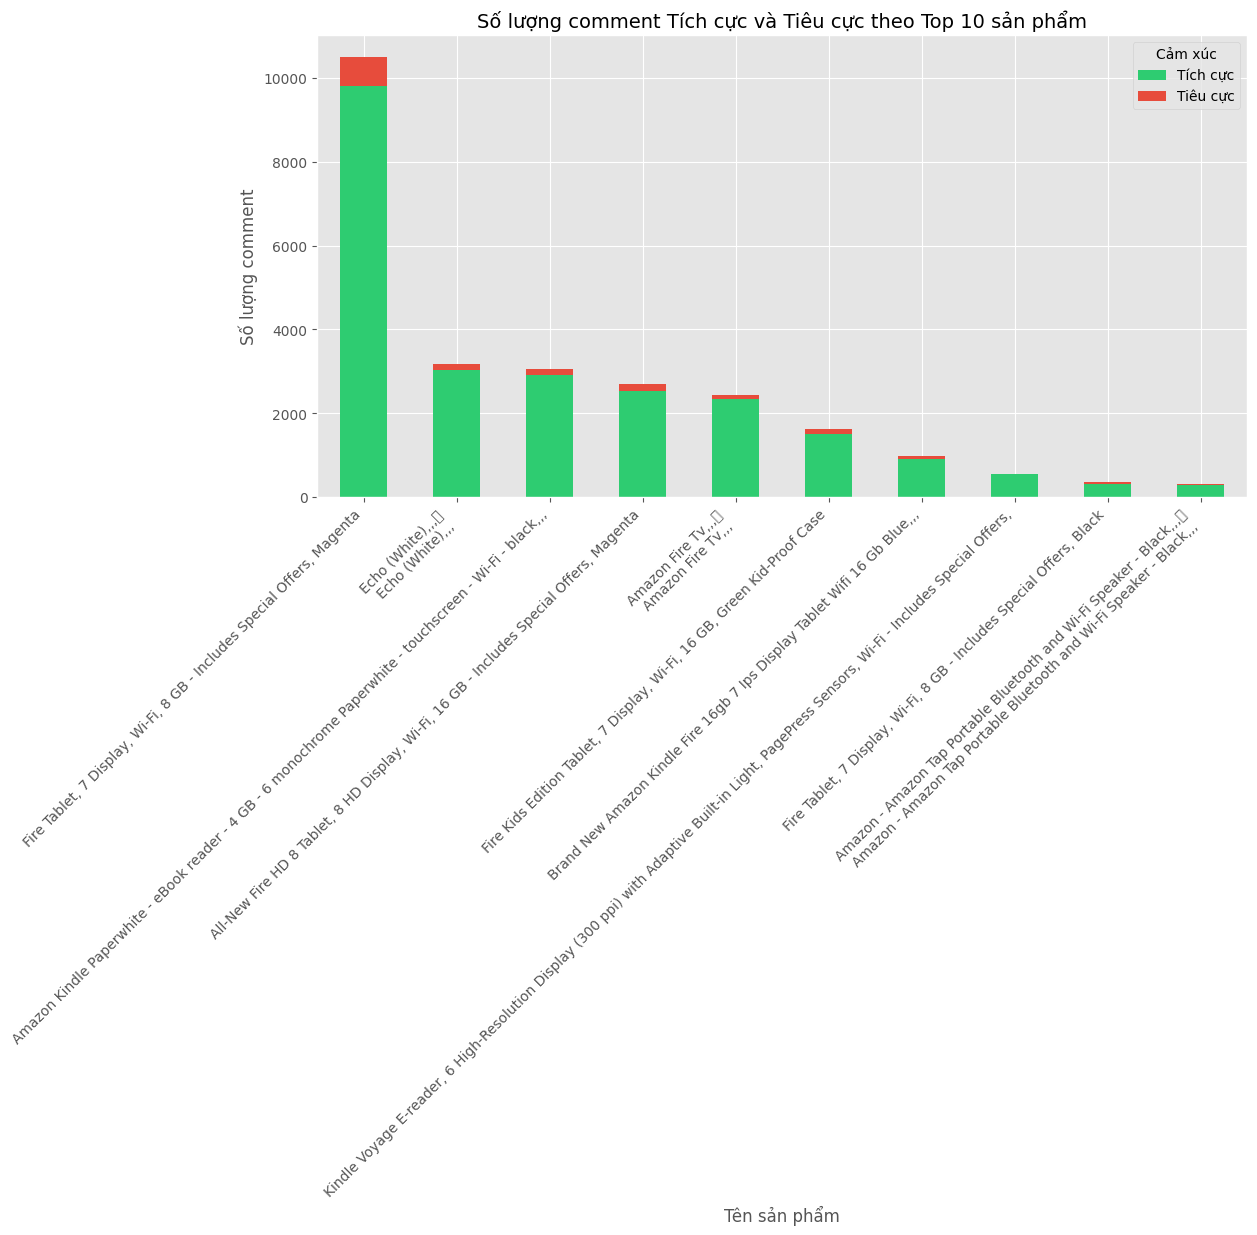 Số lượng comment Tích cực và Tiêu cực theo Top 10 sản phẩm
Cảm xúc
Tích cực
Tiêu cực
Số lượng comment
10000
8000
6000
4000
2000
0
Fire Tablet, 7 Display, Wi-Fi, 8 GB - Includes Special Offers, Magenta
Echo (White),,,
Echo (White),,,
Amazon Kindle Paperwhite - eBook reader - 4 GB - 6 monochrome Paperwhite - touchscreen - Wi-Fi - black,,,
All-New Fire HD 8 Tablet, 8 HD Display, Wi-Fi, 16 GB - Includes Special Offers, Magenta
Amazon Fire Tv,,,
Amazon Fire Tv,,,
Fire Kids Edition Tablet, 7 Display, Wi-Fi, 16 GB, Green Kid-Proof Case
Brand New Amazon Kindle Fire 16gb 7 Ips Display Tablet Wifi 16 Gb Blue,,,
Kindle Voyage E-reader, 6 High-Resolution Display (300 ppi) with Adaptive Built-in Light, PagePress Sensors, Wi-Fi - Includes Special Offers,
Fire Tablet, 7 Display, Wi-Fi, 8 GB - Includes Special Offers, Black
Amazon - Amazon Tap Portable Bluetooth and Wi-Fi Speaker - Black,,,
Amazon - Amazon Tap Portable Bluetooth and Wi-Fi Speaker - Black,,,
Tên sản phẩm